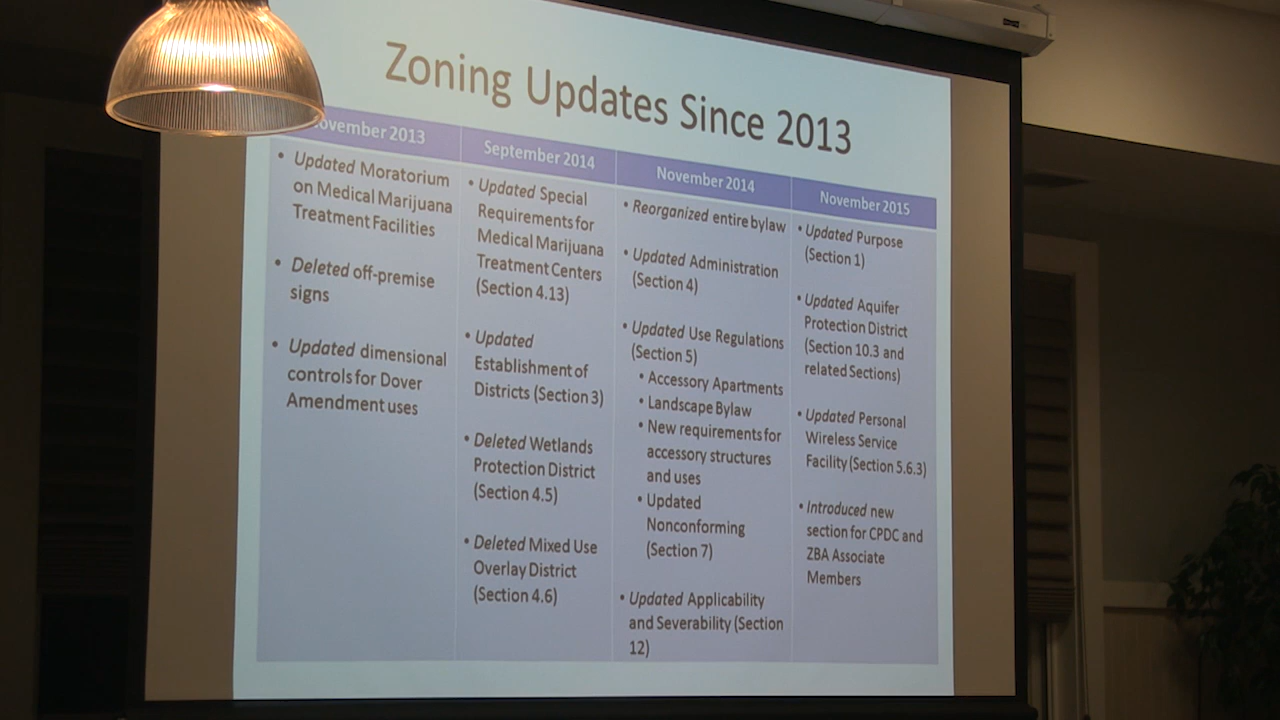 Zoning Updates Since 2013
November 2013
• Updated Moratorium
on Medical Marijuana
Treatment Facilities
• Deleted off-premise
signs
• Updated dimensional
controls for Dover
Amendment uses
September 2014
• Updated Special
Requirements for
Medical Marijuana
Treatment Centers
(Section 4.13)
• Updated
Establishment of
Districts (Section 3)
• Deleted Wetlands
Protection District
(Section 4.5)
• Deleted Mixed Use
Overlay District
(Section 4.6)
November 2014
• Reorganized entire bylaw
• Updated Administration
(Section 4)
• Updated Use Regulations
(Section 5)
• Accessory Apartments
• Landscape Bylaw
• New requirements for
accessory structures
and uses
• Updated
Nonconforming
(Section 7)
• Updated Applicability
and Severability (Section
12)
November 2015
• Updated Purpose
(Section 1)
• Updated Aquifer
Protection District
(Section 10.3 and
related Sections)
• Updated Personal
Wireless Service
Facility (Section 5.6.3)
• Introduced new
section for CPDC and
ZBA Associate
Members